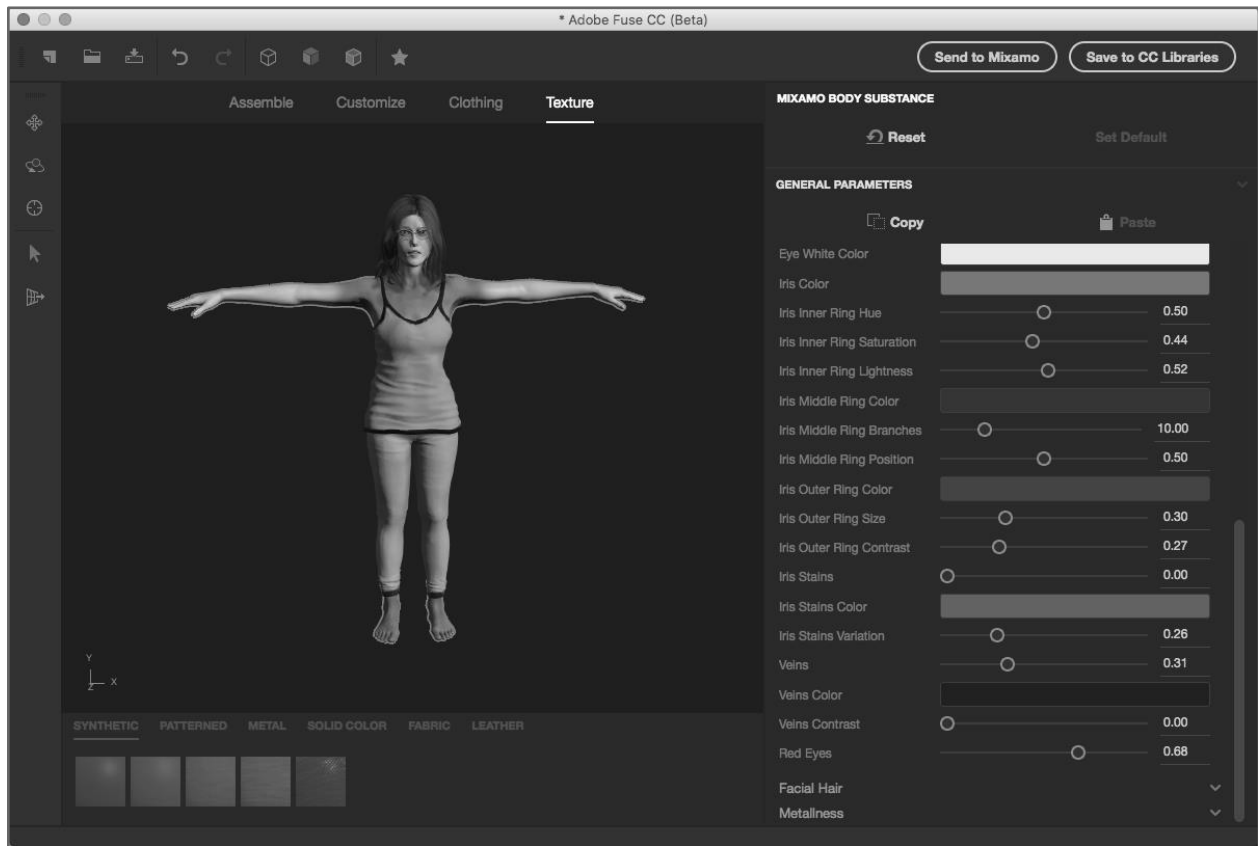 * Adobe Fuse CC (Beta)
Send to Mixamo Save to CC Libraries
Assemble Customize Clothing Texture
Y
Z X
SYNTHETIC PATTERNED METAL SOLID COLOR FABRIC LEATHER
MIXAMO BODY SUBSTANCE
Reset Set Default
GENERAL PARAMETERS
Copy Paste
Eye White Color
Iris Color
Iris Inner Ring Hue 0.50
Iris Inner Ring Saturation 0.44
Iris Inner Ring Lightness 0.52
Iris Middle Ring Color
Iris Middle Ring Branches 10.00
Iris Middle Ring Position 0.50
Iris Outer Ring Color
Iris Outer Ring Size 0.30
Iris Outer Ring Contrast 0.27
Iris Stains 0.00
Iris Stains Color
Iris Stains Variation 0.26
Veins 0.31
Veins Color
Veins Contrast 0.00
Red Eyes 0.68
Facial Hair
Metallness